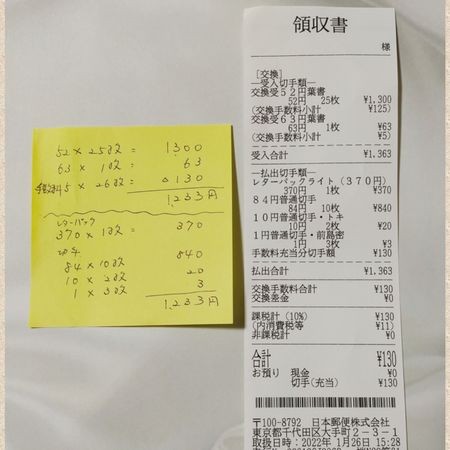 52 × 25枚 = 1300
63 × 1枚 = 63
手数料45 × 26枚 △130
1,233円
レターパック
370 × 1枚 = 370
切手
84 × 10枚 840
10 × 2枚 20
1 × 3枚 3
1,233円
領収書
様
[交換]
―受入切手類―
交換受52円葉書
52円 25枚 ¥1,300
(交換手数料小計 ¥125)
交換受63円葉書
63円 1枚 ¥63
(交換手数料小計 ¥5)
受入合計 ¥1,363
―払出切手類―
レターパックライト(370円)
370円 1枚 ¥370
84円普通切手
84円 10枚 ¥840
10円普通切手・トキ
10円 2枚 ¥20
1円普通切手・前島密
1円 3枚 ¥3
手数料充当分切手額 ¥130
払出合計 ¥1,363
交換手数料合計 ¥130
交換差金 ¥0
課税計(10%) ¥130
(内消費税等 ¥11)
非課税計 ¥0
合計 ¥130
お預り 現金 ¥0
切手(充当) ¥130
〒100-8792 日本郵便株式会社
東京都千代田区大手町2-3-1
取扱日時:2022年 1月26日 15:28